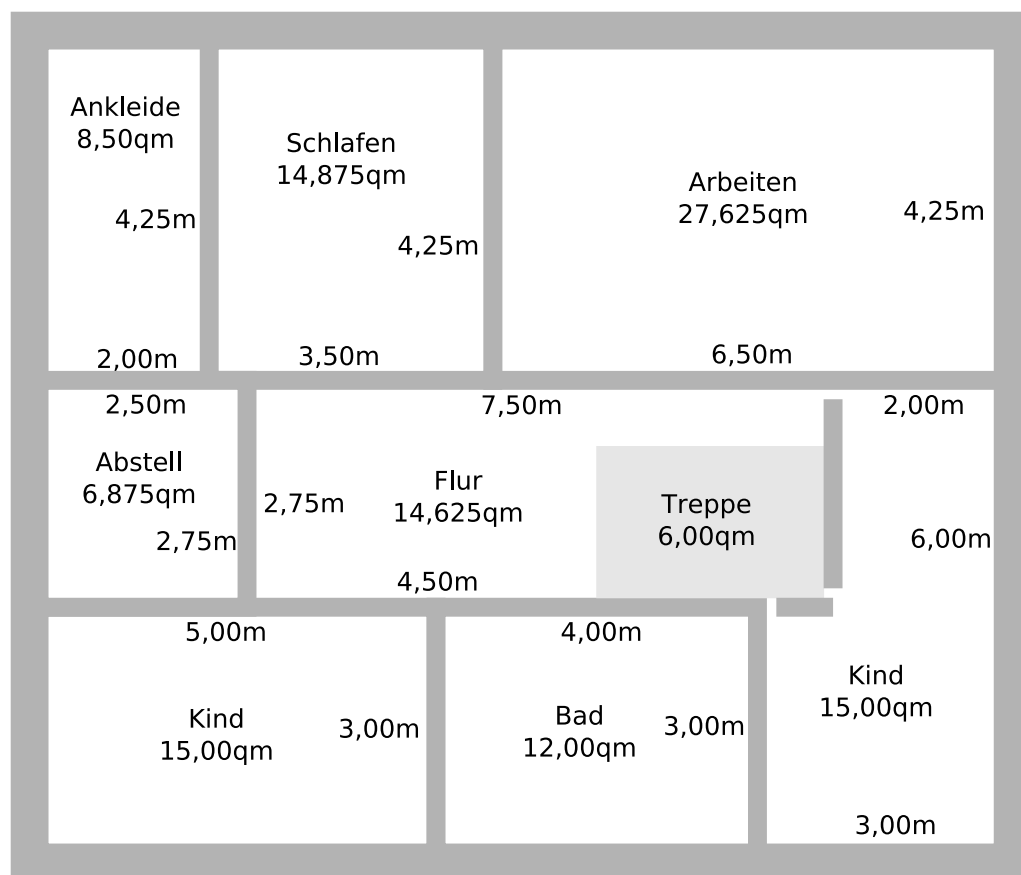 Ankleide
8,50qm
4,25m
2,00m
Schlafen
14,875qm
4,25m
3,50m
Arbeiten
27,625qm
4,25m
6,50m
2,50m
Abstell
6,875qm
2,75m
7,50m
2,75m
Flur
14,625qm
4,50m
Treppe
6,00qm
2,00m
6,00m
5,00m
Kind
15,00qm
3,00m
4,00m
Bad
12,00qm
3,00m
Kind
15,00qm
3,00m